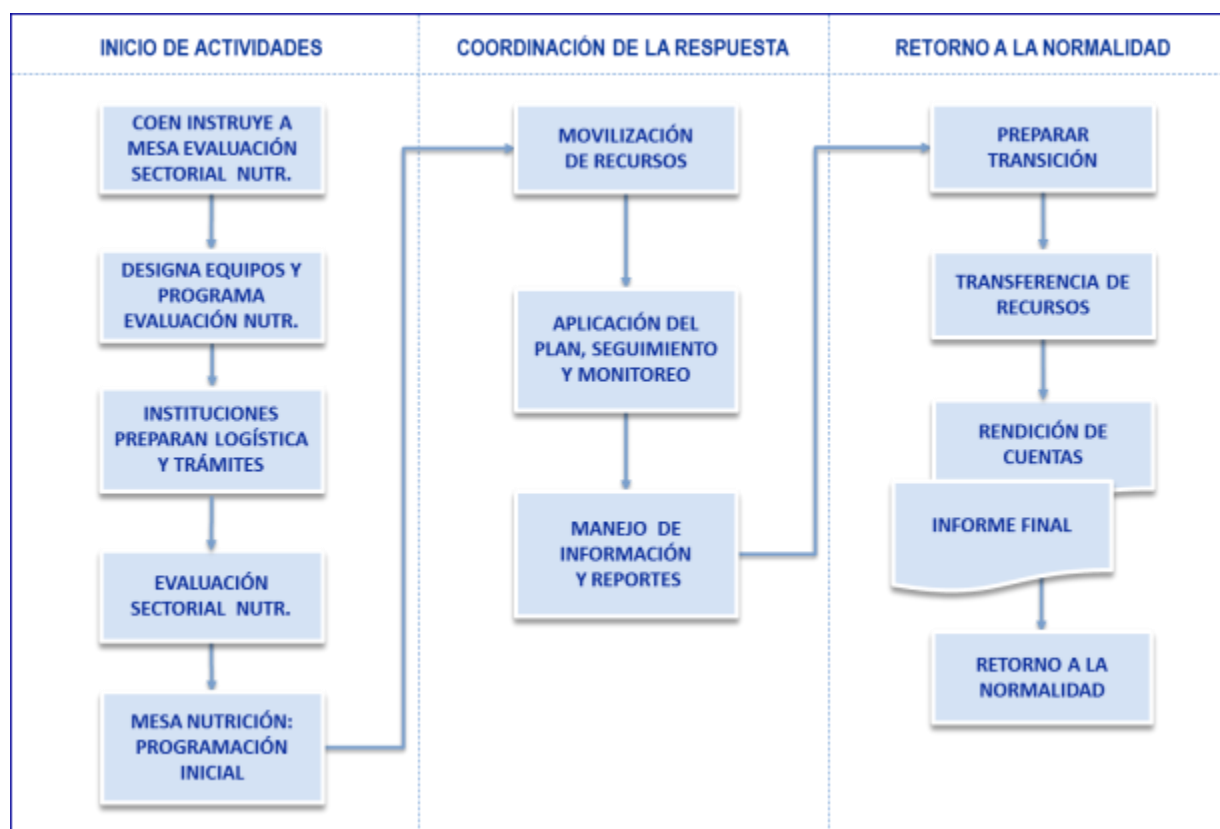 INICIO DE ACTIVIDADES
COEN INSTRUYE A
MESA EVALUACIÓN
SECTORIAL NUTR.
DESIGNA EQUIPOS Y
PROGRAMA
EVALUACIÓN NUTR.
INSTITUCIONES
PREPARAN LOGÍSTICA
Y TRÁMITES
EVALUACIÓN
SECTORIAL NUTR.
MESA NUTRICIÓN:
PROGRAMACIÓN
INICIAL
COORDINACIÓN DE LA RESPUESTA
MOVILIZACIÓN
DE RECURSOS
APLICACIÓN DEL
PLAN, SEGUIMIENTO
Y MONITOREO
MANEJO DE
INFORMACIÓN
Y REPORTES
RETORNO A LA NORMALIDAD
PREPARAR
TRANSICIÓN
TRANSFERENCIA DE
RECURSOS
RENDICIÓN DE
CUENTAS
INFORME FINAL
RETORNO A LA
NORMALIDAD